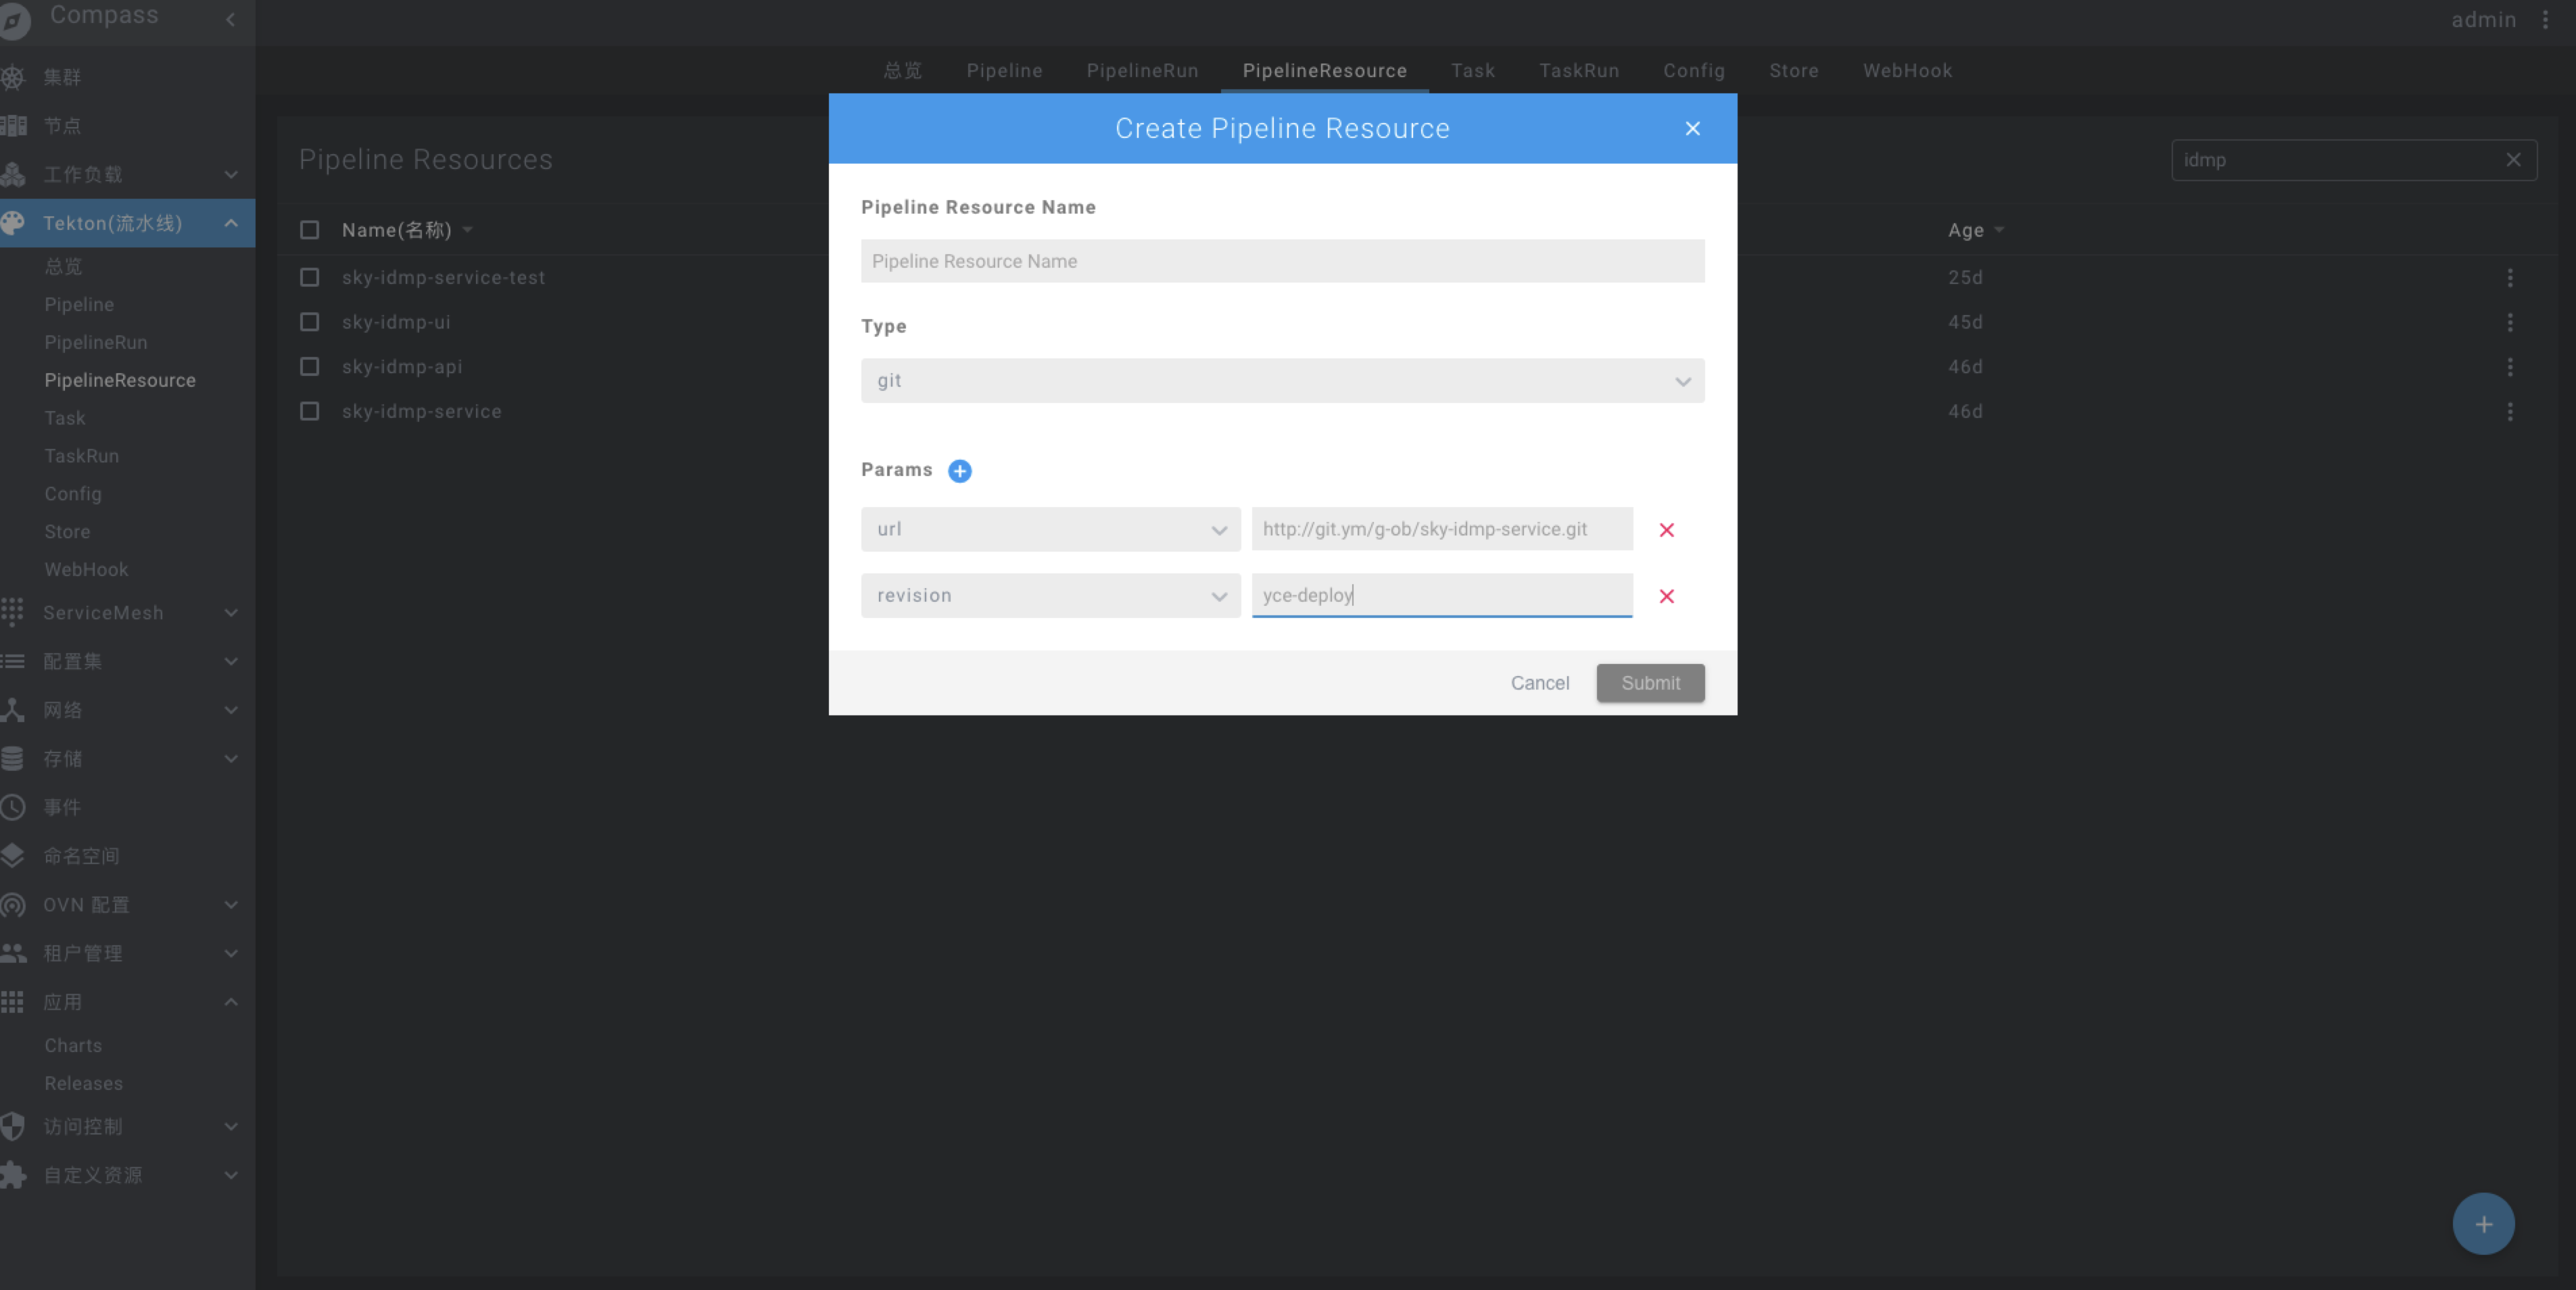 Compass
admin
集群
节点
工作负载
Tekton(流水线)
总览
Pipeline
PipelineRun
PipelineResource
Task
TaskRun
Config
Store
WebHook
ServiceMesh
配置集
网络
存储
事件
命名空间
OVN 配置
租户管理
应用
Charts
Releases
访问控制
自定义资源
总览 Pipeline PipelineRun PipelineResource Task TaskRun Config Store WebHook
Pipeline Resources
idmp
Name(名称) Age
sky-idmp-service-test 25d
sky-idmp-ui 45d
sky-idmp-api 46d
sky-idmp-service 46d
Create Pipeline Resource
Pipeline Resource Name
Pipeline Resource Name
Type
git
Params
url http://git.ym/g-ob/sky-idmp-service.git
revision yce-deploy
Cancel Submit